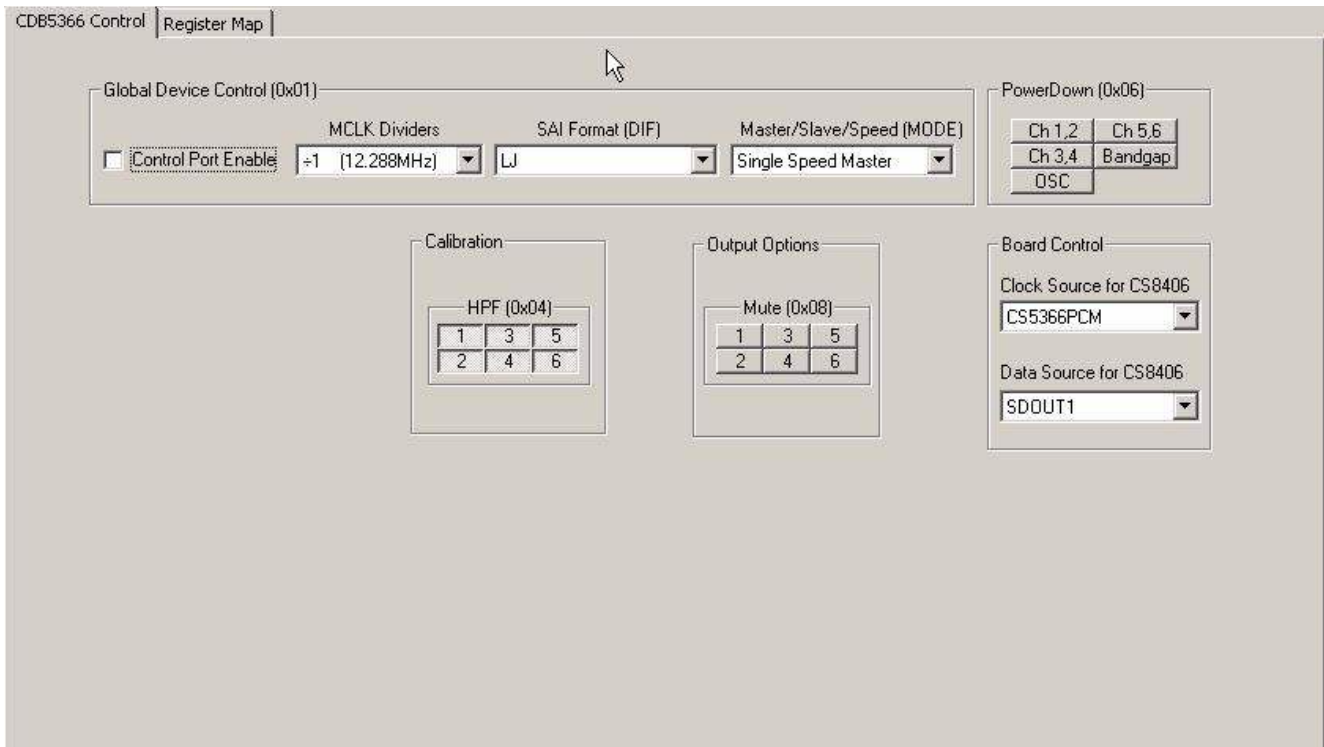 CDB5366 Control Register Map
Global Device Control (0x01)
MCLK Dividers SAI Format (DIF) Master/Slave/Speed (MODE)
Control Port Enable ÷1 (12.288MHz) LJ Single Speed Master
PowerDown (0x06)
Ch 1,2 Ch 5,6
Ch 3,4 Bandgap
OSC
Calibration
HPF (0x04)
1 3 5
2 4 6
Output Options
Mute (0x08)
1 3 5
2 4 6
Board Control
Clock Source for CS8406
CS5366PCM
Data Source for CS8406
SDOUT1